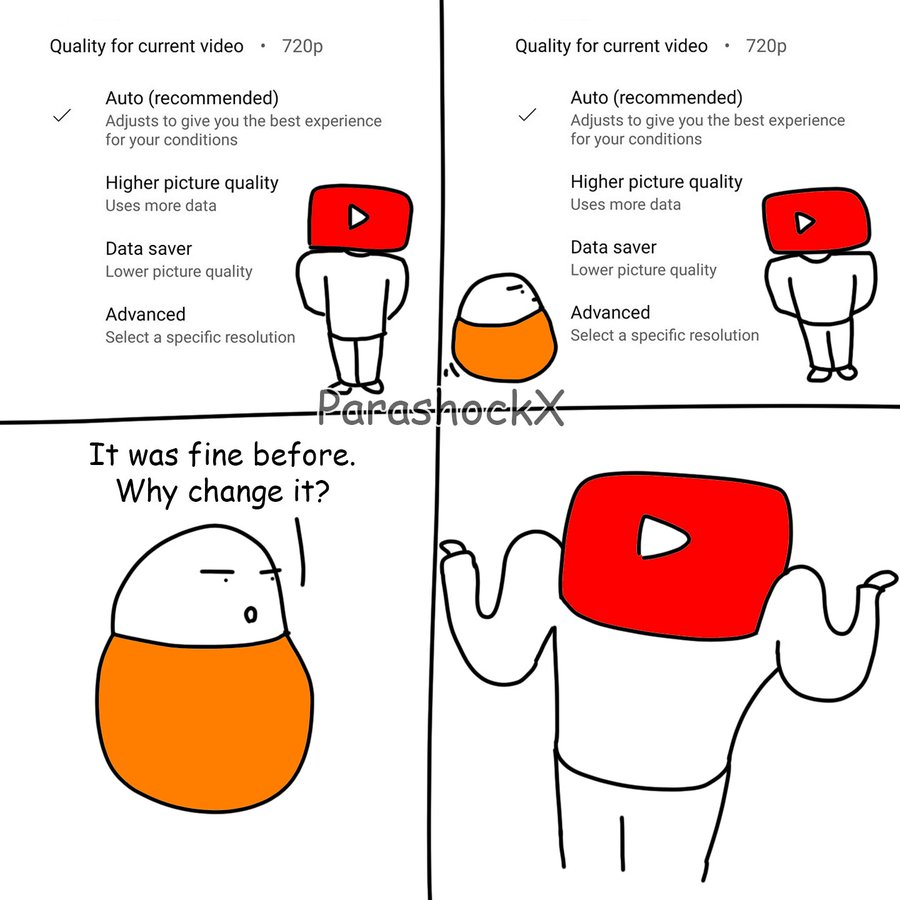 Quality for current video • 720p
Auto (recommended)
Adjusts to give you the best experience
for your conditions
Higher picture quality
Uses more data
Data saver
Lower picture quality
Advanced
Select a specific resolution
Quality for current video • 720p
Auto (recommended)
Adjusts to give you the best experience
for your conditions
Higher picture quality
Uses more data
Data saver
Lower picture quality
Advanced
Select a specific resolution
ParashockX
It was fine before.
Why change it?